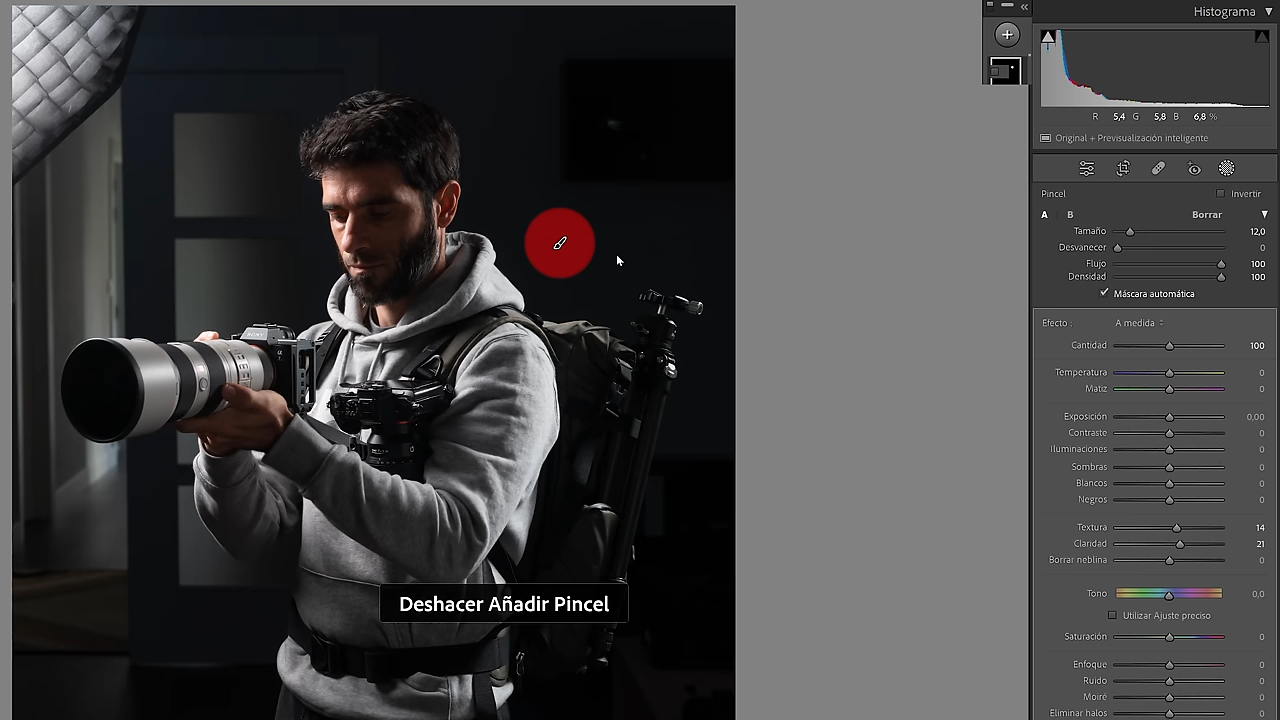 Histograma
R 5,4 G 5,8 B 6,8 %
Original + Previsualización inteligente
Pincel Invertir
A B Borrar
Tamaño 12,0
Desvanecer 0
Flujo 100
Densidad 100
Máscara automática
Efecto : A medida
Cantidad 100
Temperatura 0
Matiz 0
Exposición 0,00
Contraste 0
Iluminaciones 0
Sombras 0
Blancos 0
Negros 0
Textura 14
Claridad 21
Borrar neblina 0
Tono 0,0
Utilizar Ajuste preciso
Saturación 0
Enfoque 0
Ruido 0
Moiré 0
Eliminar halos 0
SONY
Deshacer Añadir Pincel